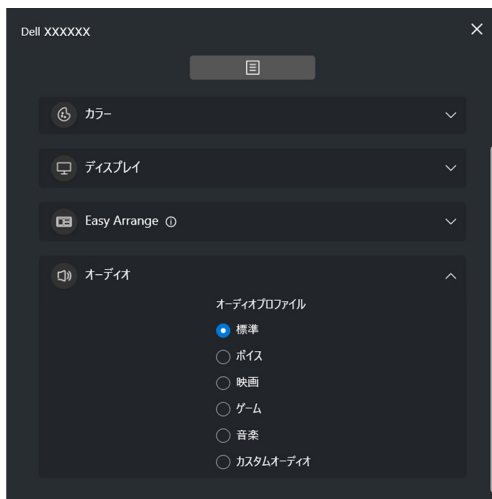 Dell XXXXXX
カラー
ディスプレイ
Easy Arrange
オーディオ
オーディオプロファイル
標準
ボイス
映画
ゲーム
音楽
カスタムオーディオ